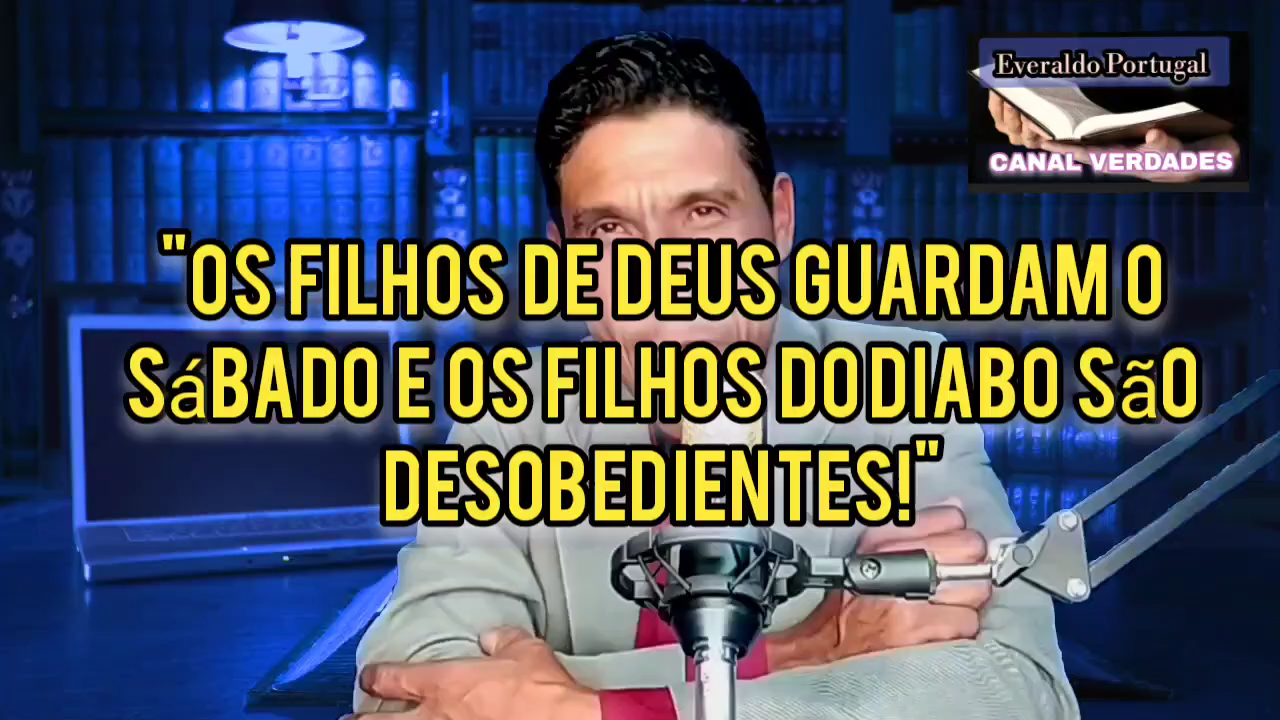 Everaldo Portugal
CANAL VERDADES
"OS FILHOS DE DEUS GUARDAM O
SáBADO E OS FILHOS DO DIABO SãO
DESOBEDIENTES!"